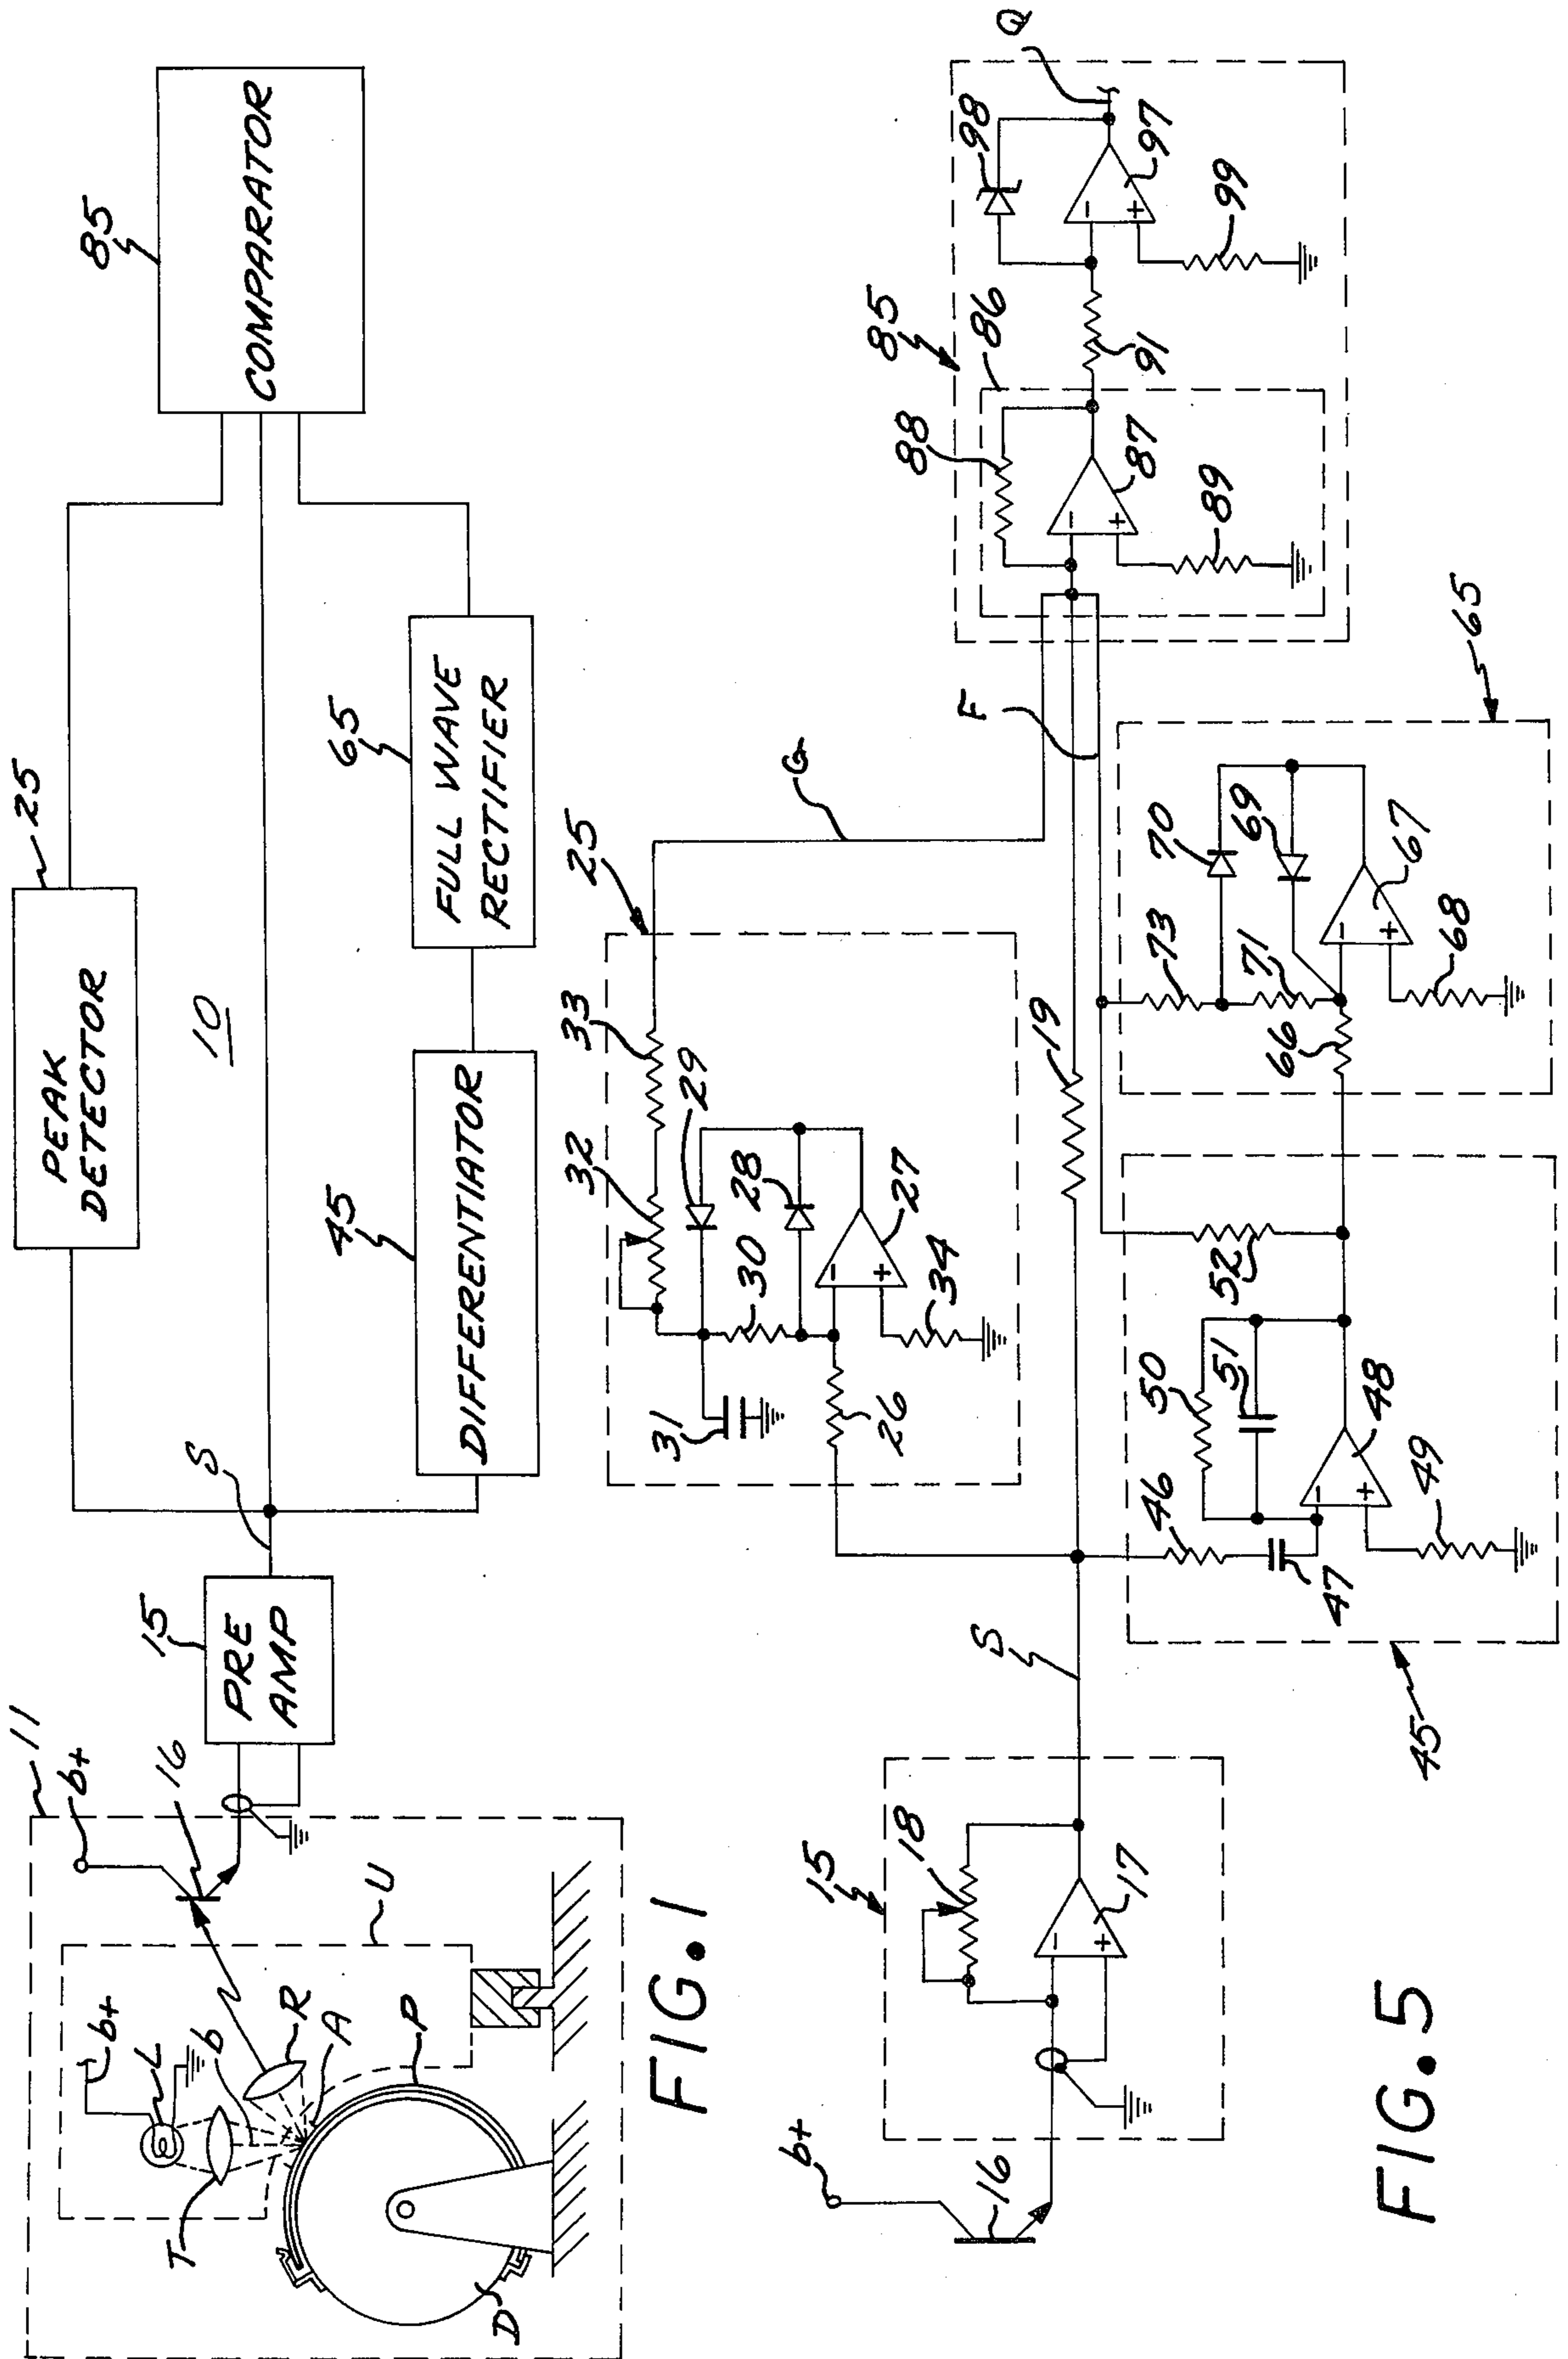 11
b+
16
b+
L
b
T
R
A
P
D
U
15
PRE
AMP
S
10
25
PEAK
DETECTOR
45
DIFFERENTIATOR
65
FULL WAVE
RECTIFIER
85
COMPARATOR
FIG. 1
b+
16
15
18
17
-
+
S
25
26
27
28
29
30
31
32
33
34
-
+
G
19
45
46
47
48
49
50
51
52
-
+
65
66
67
68
69
70
71
73
-
+
F
85
86
87
88
89
-
+
91
97
98
99
-
+
Q
FIG. 5